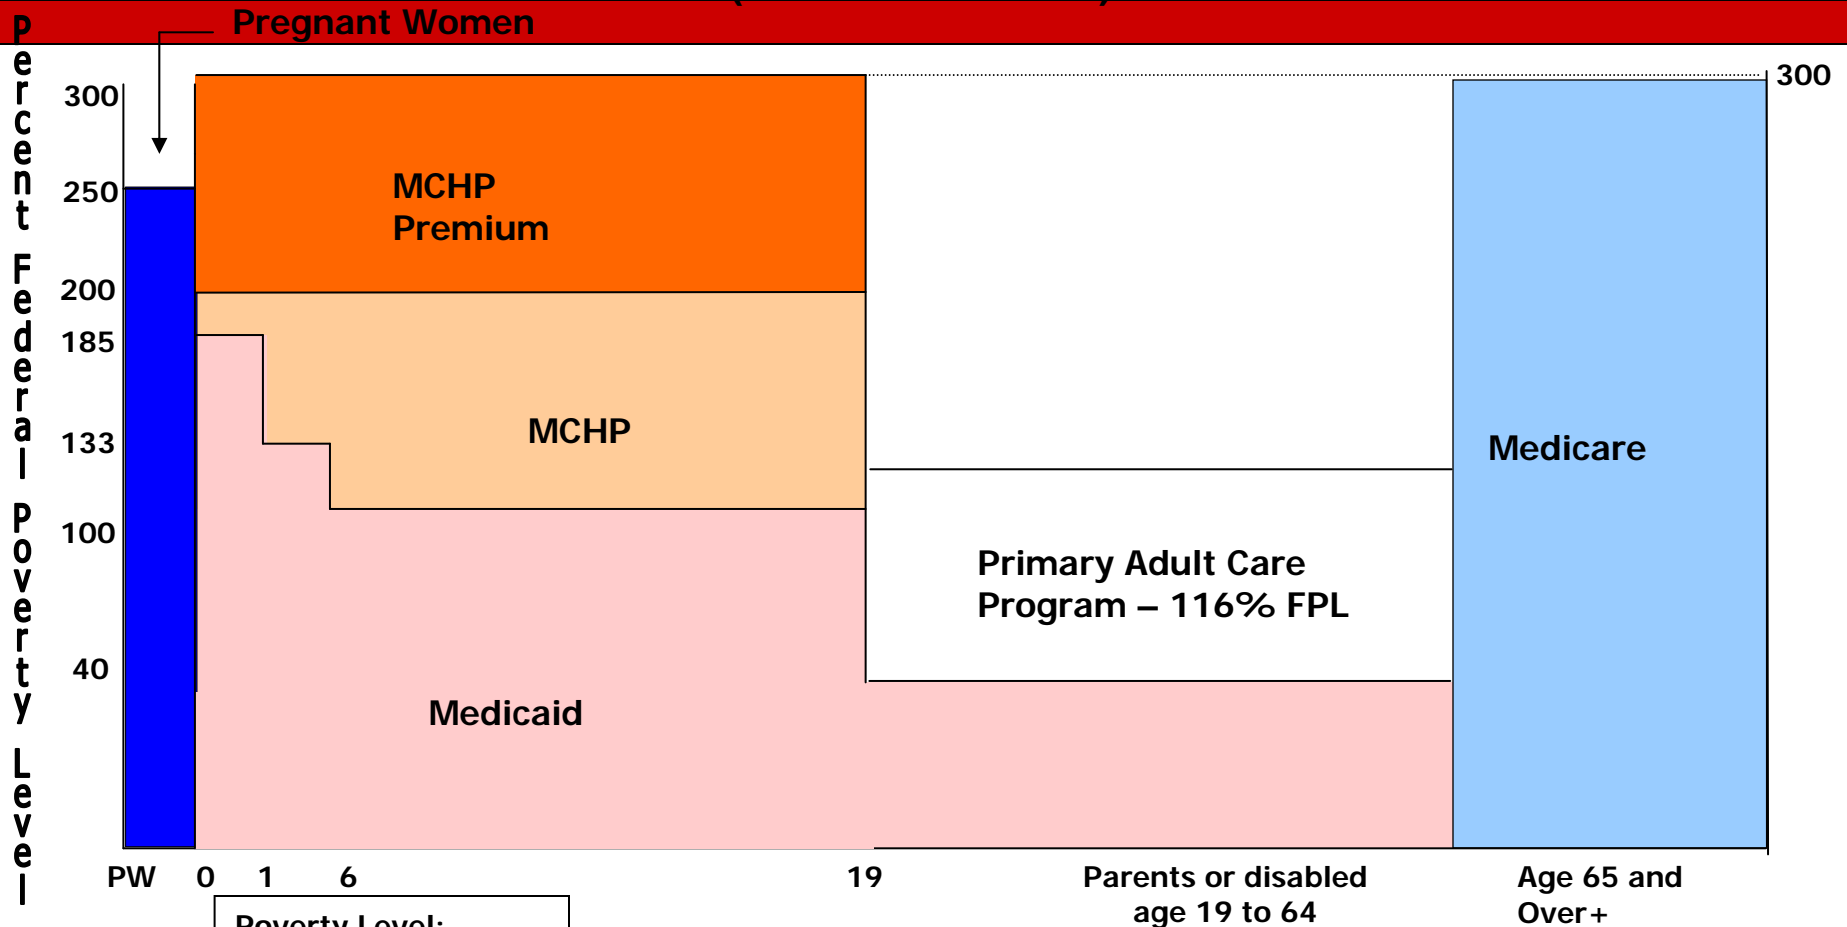 Pregnant Women
Percent Federal Poverty Level
300
250
200
185
133
100
40
300
MCHP
Premium
MCHP
Medicaid
Primary Adult Care
Program – 116% FPL
Medicare
PW 0 1 6 19
Parents or disabled
age 19 to 64
Age 65 and
Over+
Poverty Level: